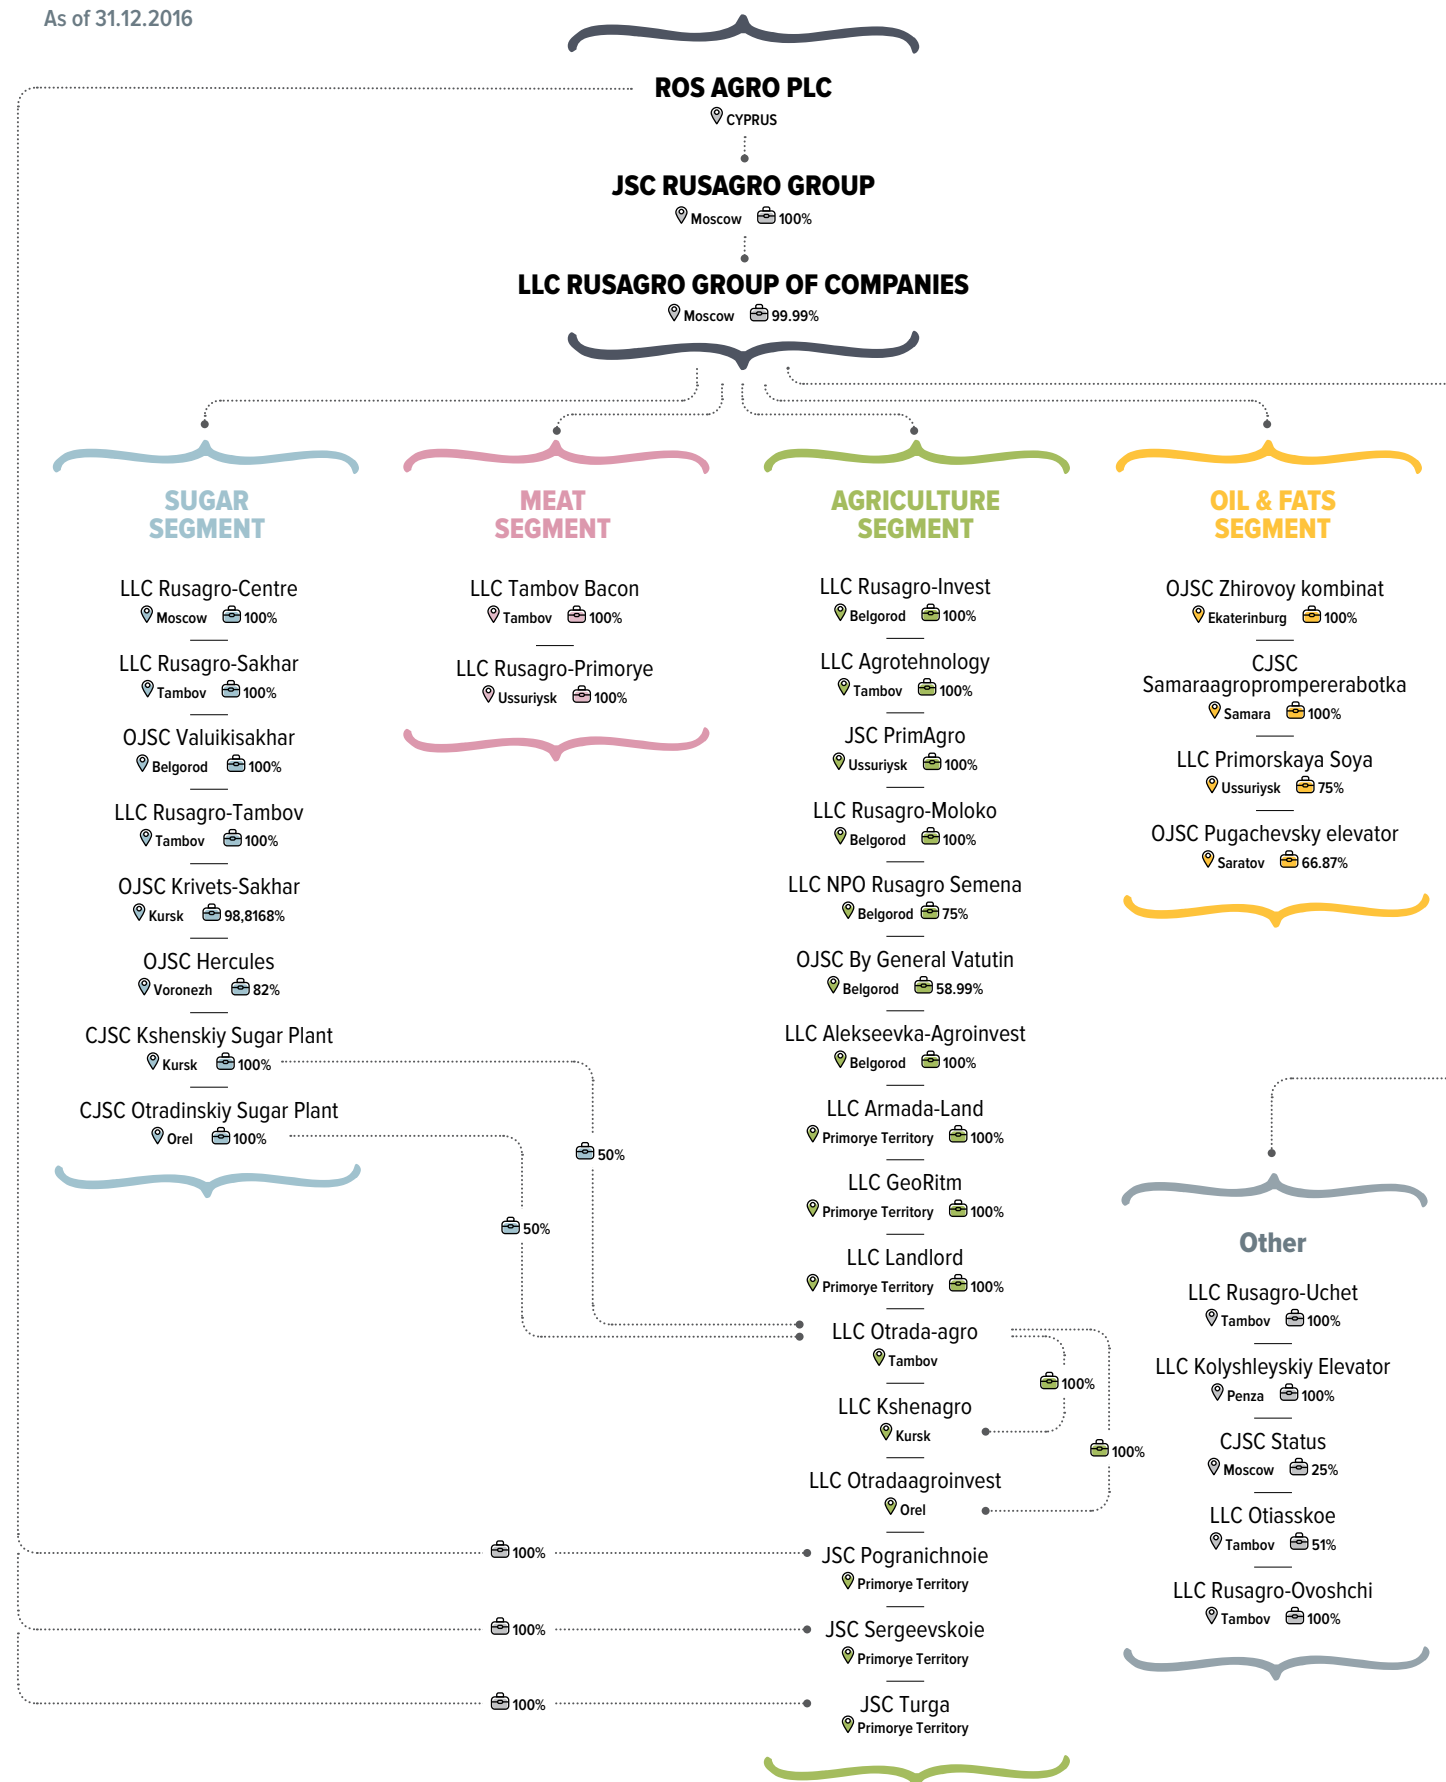 As of 31.12.2016
ROS AGRO PLC
CYPRUS
JSC RUSAGRO GROUP
Moscow 100%
LLC RUSAGRO GROUP OF COMPANIES
Moscow 99.99%
SUGAR
SEGMENT
LLC Rusagro-Centre
Moscow 100%
LLC Rusagro-Sakhar
Tambov 100%
OJSC Valuikisakhar
Belgorod 100%
LLC Rusagro-Tambov
Tambov 100%
OJSC Krivets-Sakhar
Kursk 98,8168%
OJSC Hercules
Voronezh 82%
CJSC Kshenskiy Sugar Plant
Kursk 100%
CJSC Otradinskiy Sugar Plant
Orel 100%
50%
50%
MEAT
SEGMENT
LLC Tambov Bacon
Tambov 100%
LLC Rusagro-Primorye
Ussuriysk 100%
AGRICULTURE
SEGMENT
LLC Rusagro-Invest
Belgorod 100%
LLC Agrotehnology
Tambov 100%
JSC PrimAgro
Ussuriysk 100%
LLC Rusagro-Moloko
Belgorod 100%
LLC NPO Rusagro Semena
Belgorod 75%
OJSC By General Vatutin
Belgorod 58.99%
LLC Alekseevka-Agroinvest
Belgorod 100%
LLC Armada-Land
Primorye Territory 100%
LLC GeoRitm
Primorye Territory 100%
LLC Landlord
Primorye Territory 100%
LLC Otrada-agro
Tambov
100%
LLC Kshenagro
Kursk
100%
LLC Otradaagroinvest
Orel
100%
JSC Pogranichnoie
Primorye Territory
100%
JSC Sergeevskoie
Primorye Territory
100%
JSC Turga
Primorye Territory
OIL & FATS
SEGMENT
OJSC Zhirovoy kombinat
Ekaterinburg 100%
CJSC
Samaraagroprompererabotka
Samara 100%
LLC Primorskaya Soya
Ussuriysk 75%
OJSC Pugachevsky elevator
Saratov 66.87%
Other
LLC Rusagro-Uchet
Tambov 100%
LLC Kolyshleyskiy Elevator
Penza 100%
CJSC Status
Moscow 25%
LLC Otiasskoe
Tambov 51%
LLC Rusagro-Ovoshchi
Tambov 100%